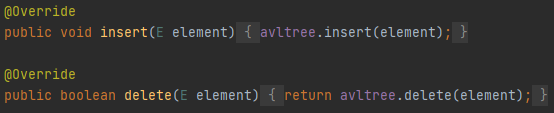 @Override
public void insert(E element) { avltree.insert(element); }
@Override
public boolean delete(E element) { return avltree.delete(element); }